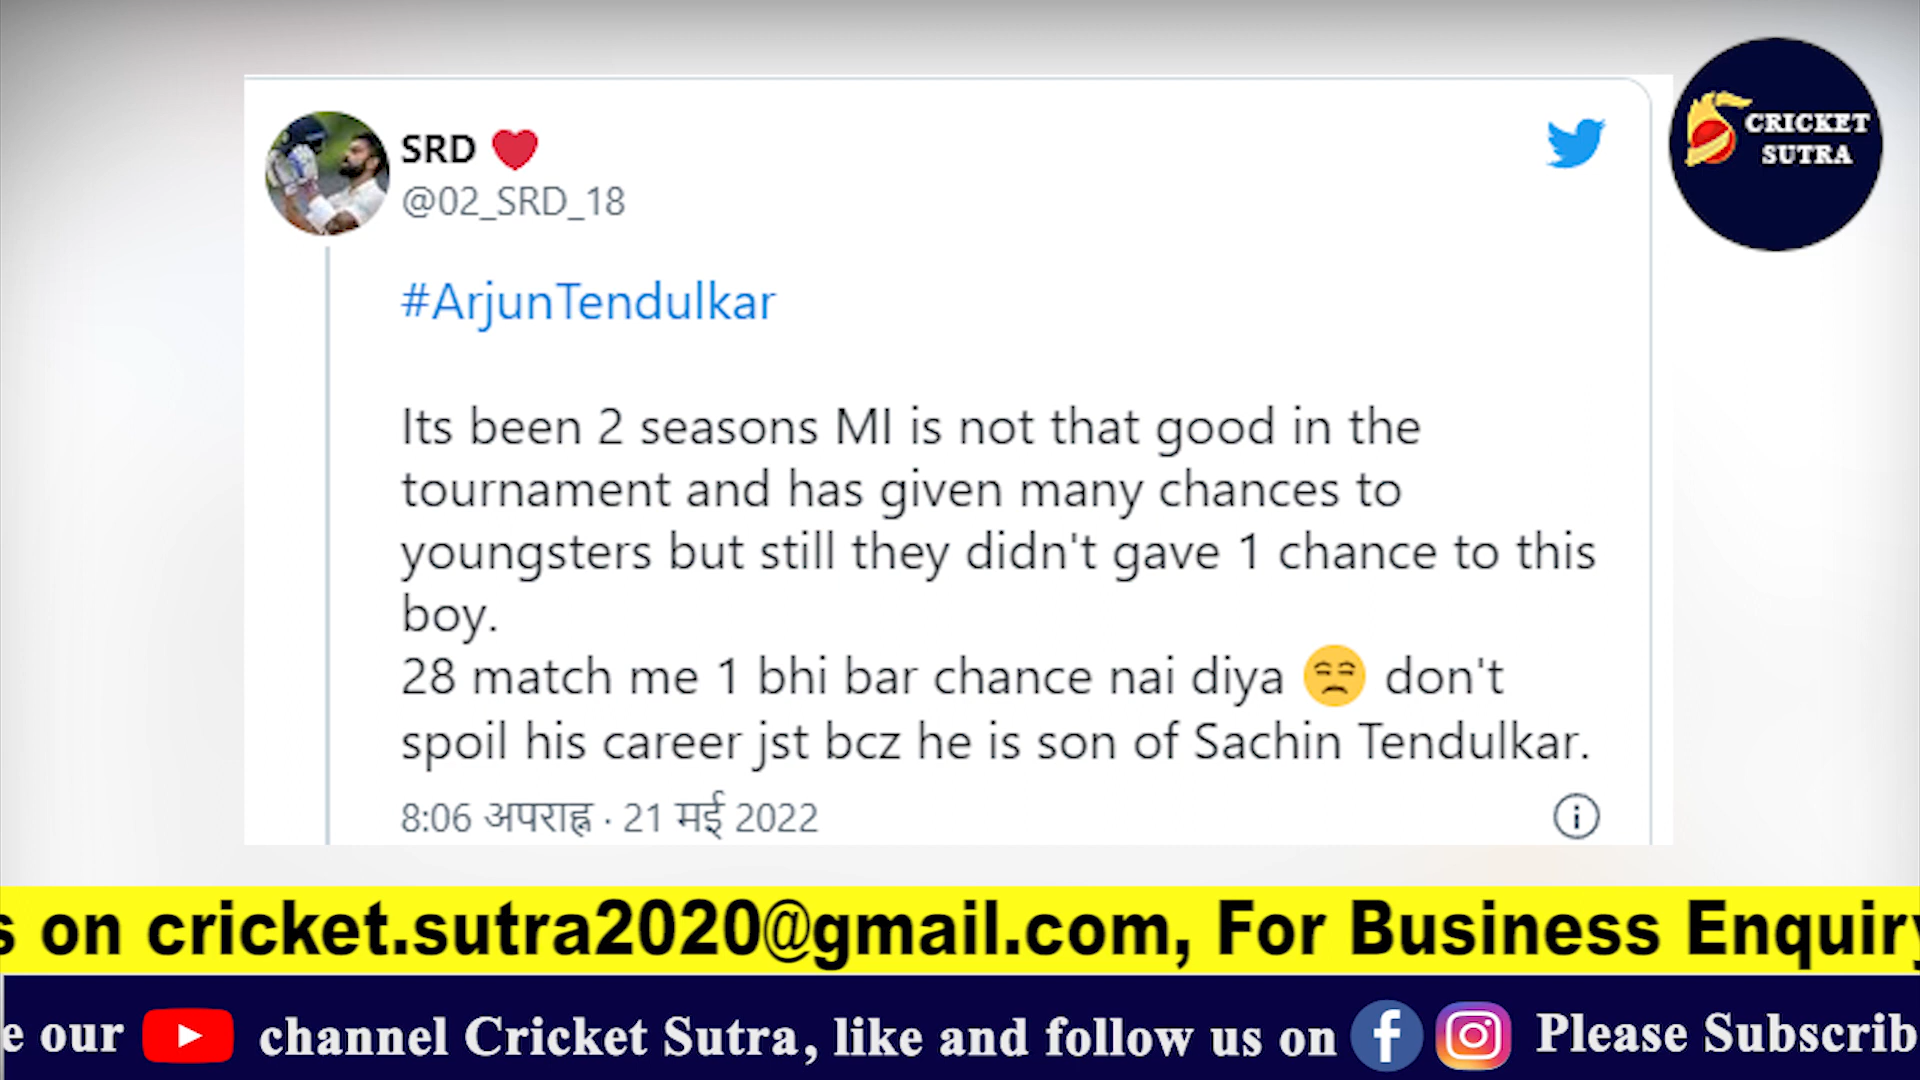 SRD ❤️
@02_SRD_18
CRICKET
SUTRA
#ArjunTendulkar
Its been 2 seasons MI is not that good in the
tournament and has given many chances to
youngsters but still they didn't gave 1 chance to this
boy.
28 match me 1 bhi bar chance nai diya 😒 don't
spoil his career jst bcz he is son of Sachin Tendulkar.
8:06 अपराह्न · 21 मई 2022
s on cricket.sutra2020@gmail.com, For Business Enquiry
e our channel Cricket Sutra, like and follow us on Please Subscrib